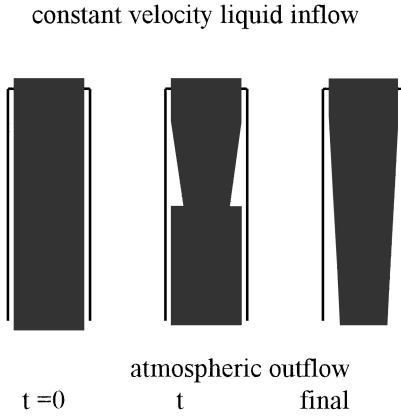 constant velocity liquid inflow
atmospheric outflow
t =0 t final